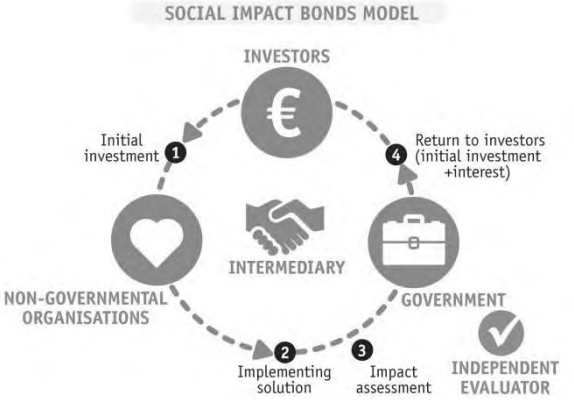 SOCIAL IMPACT BONDS MODEL
INVESTORS
€
Initial
investment 1
4 Return to investors
(initial investment
+interest)
INTERMEDIARY
NON-GOVERNMENTAL
ORGANISATIONS
GOVERNMENT
2
Implementing
solution
3
Impact
assessment
INDEPENDENT
EVALUATOR